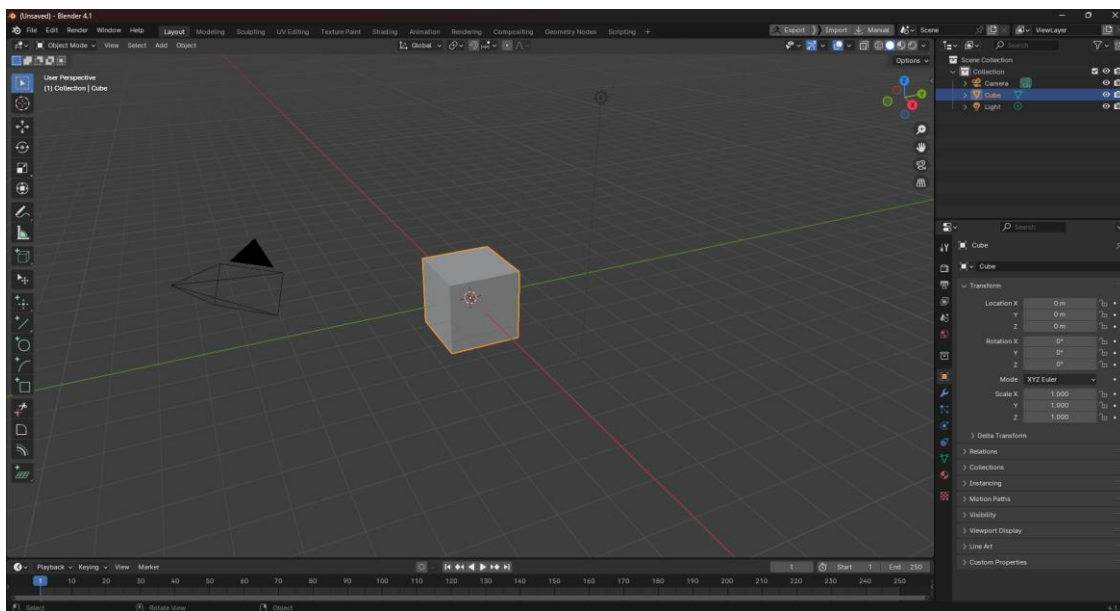 (Unsaved) - Blender 4.1
File Edit Render Window Help Layout Modeling Sculpting UV Editing Texture Paint Shading Animation Rendering Compositing Geometry Nodes Scripting + Export Import Manual Scene ViewLayer
Object Mode View Select Add Object Global Search
Options
User Perspective
(1) Collection | Cube
Z
Y
X
Scene Collection
Collection
Camera
Cube
Light
Search
Cube
Cube
Transform
Location X 0 m
Y 0 m
Z 0 m
Rotation X 0°
Y 0°
Z 0°
Mode XYZ Euler
Scale X 1.000
Y 1.000
Z 1.000
Delta Transform
Relations
Collections
Instancing
Motion Paths
Visibility
Viewport Display
Line Art
Custom Properties
Playback Keying View Marker 1 Start 1 End 250
1 10 20 30 40 50 60 70 80 90 100 110 120 130 140 150 160 170 180 190 200 210 220 230 240 250
Select Rotate View Object